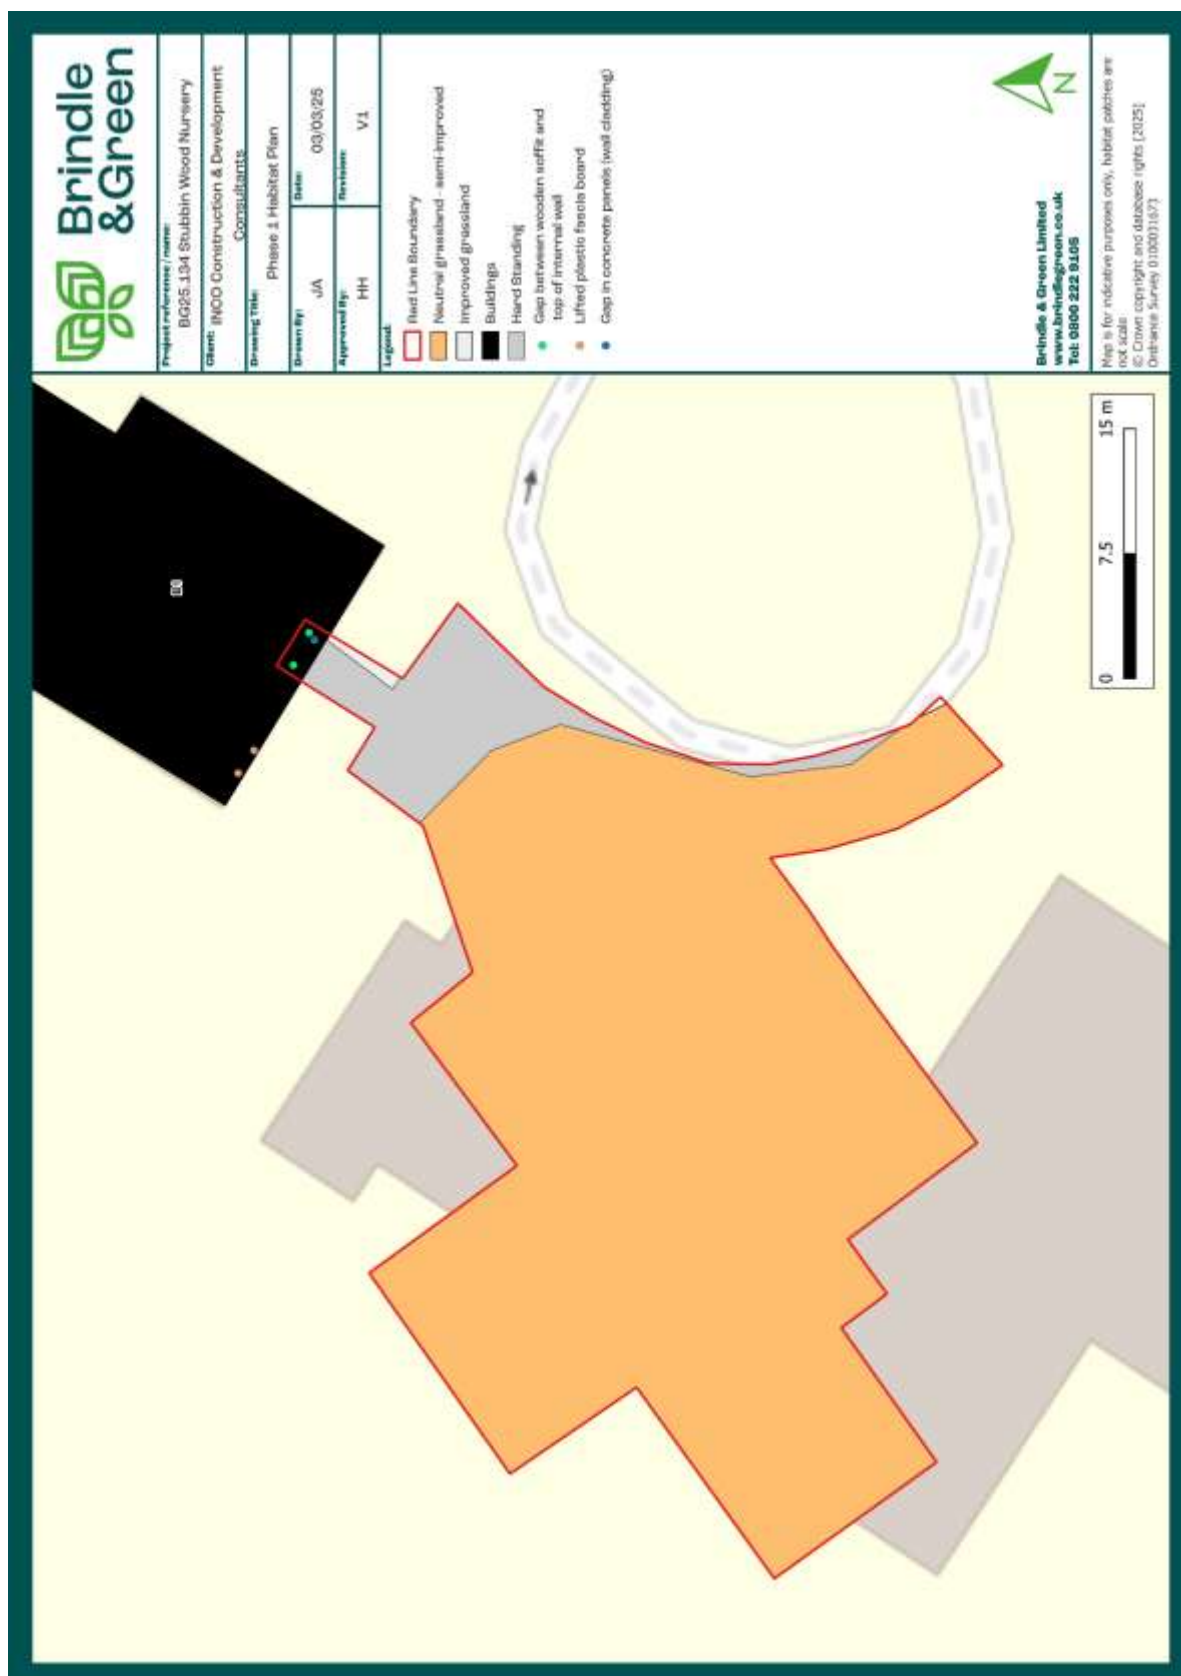 Brindle
&Green
Project reference / name:
BG25.134 Stubbin Wood Nursery
Client: INCO Construction & Development
Consultants
Drawing Title:
Phase 1 Habitat Plan
Drawn By:
JA
Date:
03/03/25
Approved By:
HH
Revision:
V1
Legend:
Red Line Boundary
Neutral grassland - semi-improved
Improved grassland
Buildings
Hard Standing
Gap between wooden soffit and
top of internal wall
Lifted plastic fascia board
Gap in concrete panels (wall cladding)
N
Brindle & Green Limited
www.brindlegreen.co.uk
Tel: 0800 222 9105
Map is for indicative purposes only, habitat patches are
not scale
© Crown copyright and database rights [2025]
Ordnance Survey 0100031673
0 7.5 15 m